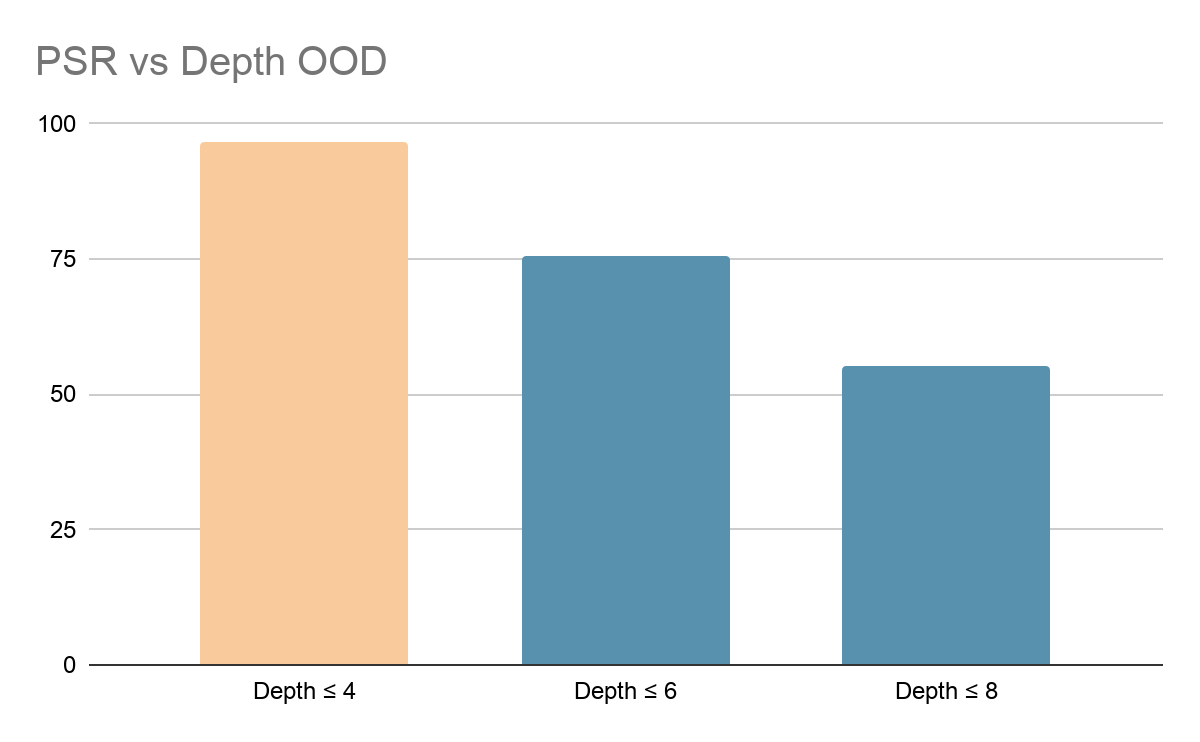 PSR vs Depth OOD
100
75
50
25
0
Depth ≤ 4
Depth ≤ 6
Depth ≤ 8